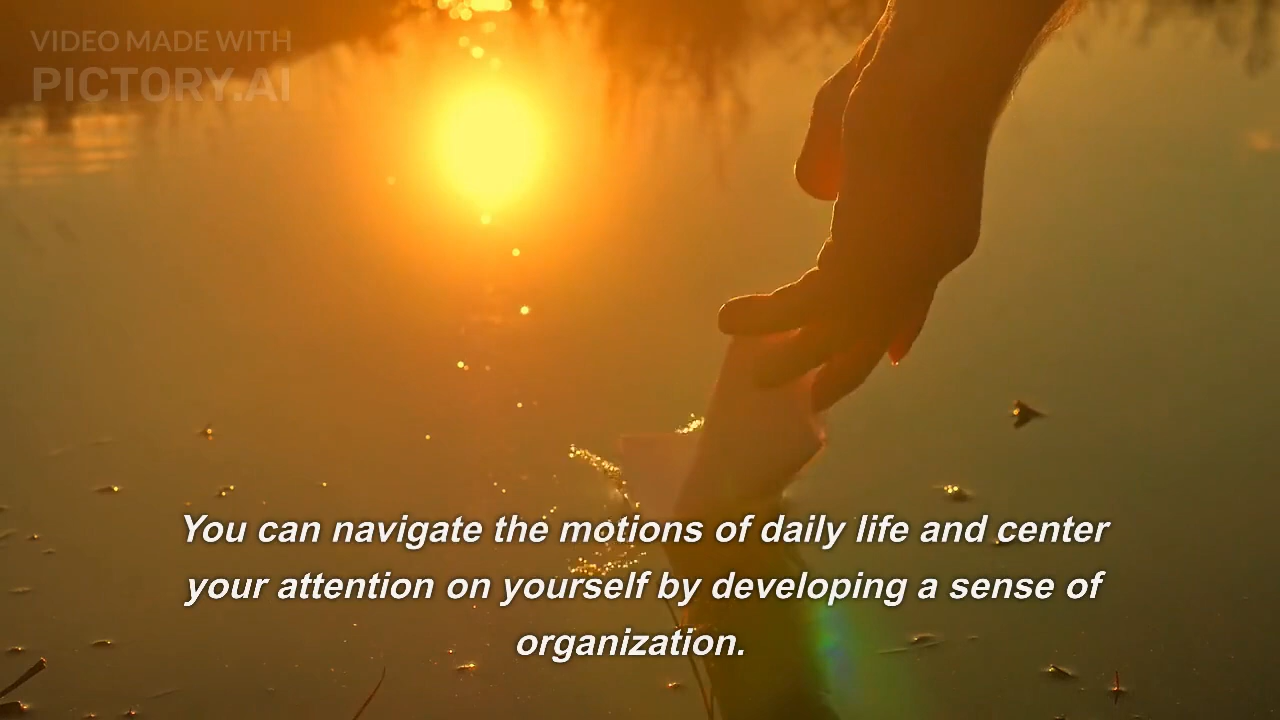 VIDEO MADE WITH
PICTORY.AI
You can navigate the motions of daily life and center
your attention on yourself by developing a sense of
organization.